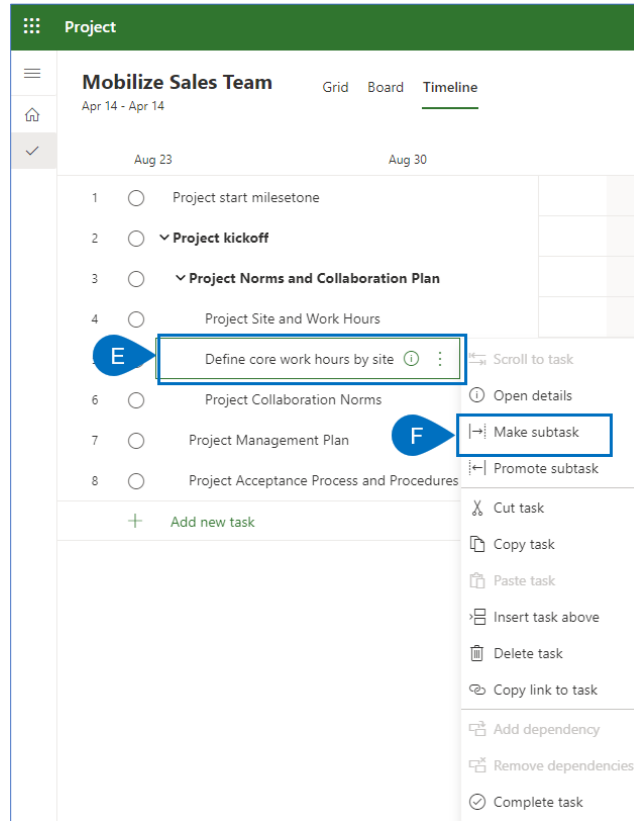 Project
Mobilize Sales Team
Grid Board Timeline
Apr 14 - Apr 14
Aug 23 Aug 30
1 Project start milesetone
2 Project kickoff
3 Project Norms and Collaboration Plan
4 Project Site and Work Hours
E Define core work hours by site
6 Project Collaboration Norms
7 Project Management Plan
8 Project Acceptance Process and Procedures
Add new task
Scroll to task
Open details
F Make subtask
Promote subtask
Cut task
Copy task
Paste task
Insert task above
Delete task
Copy link to task
Add dependency
Remove dependencies
Complete task